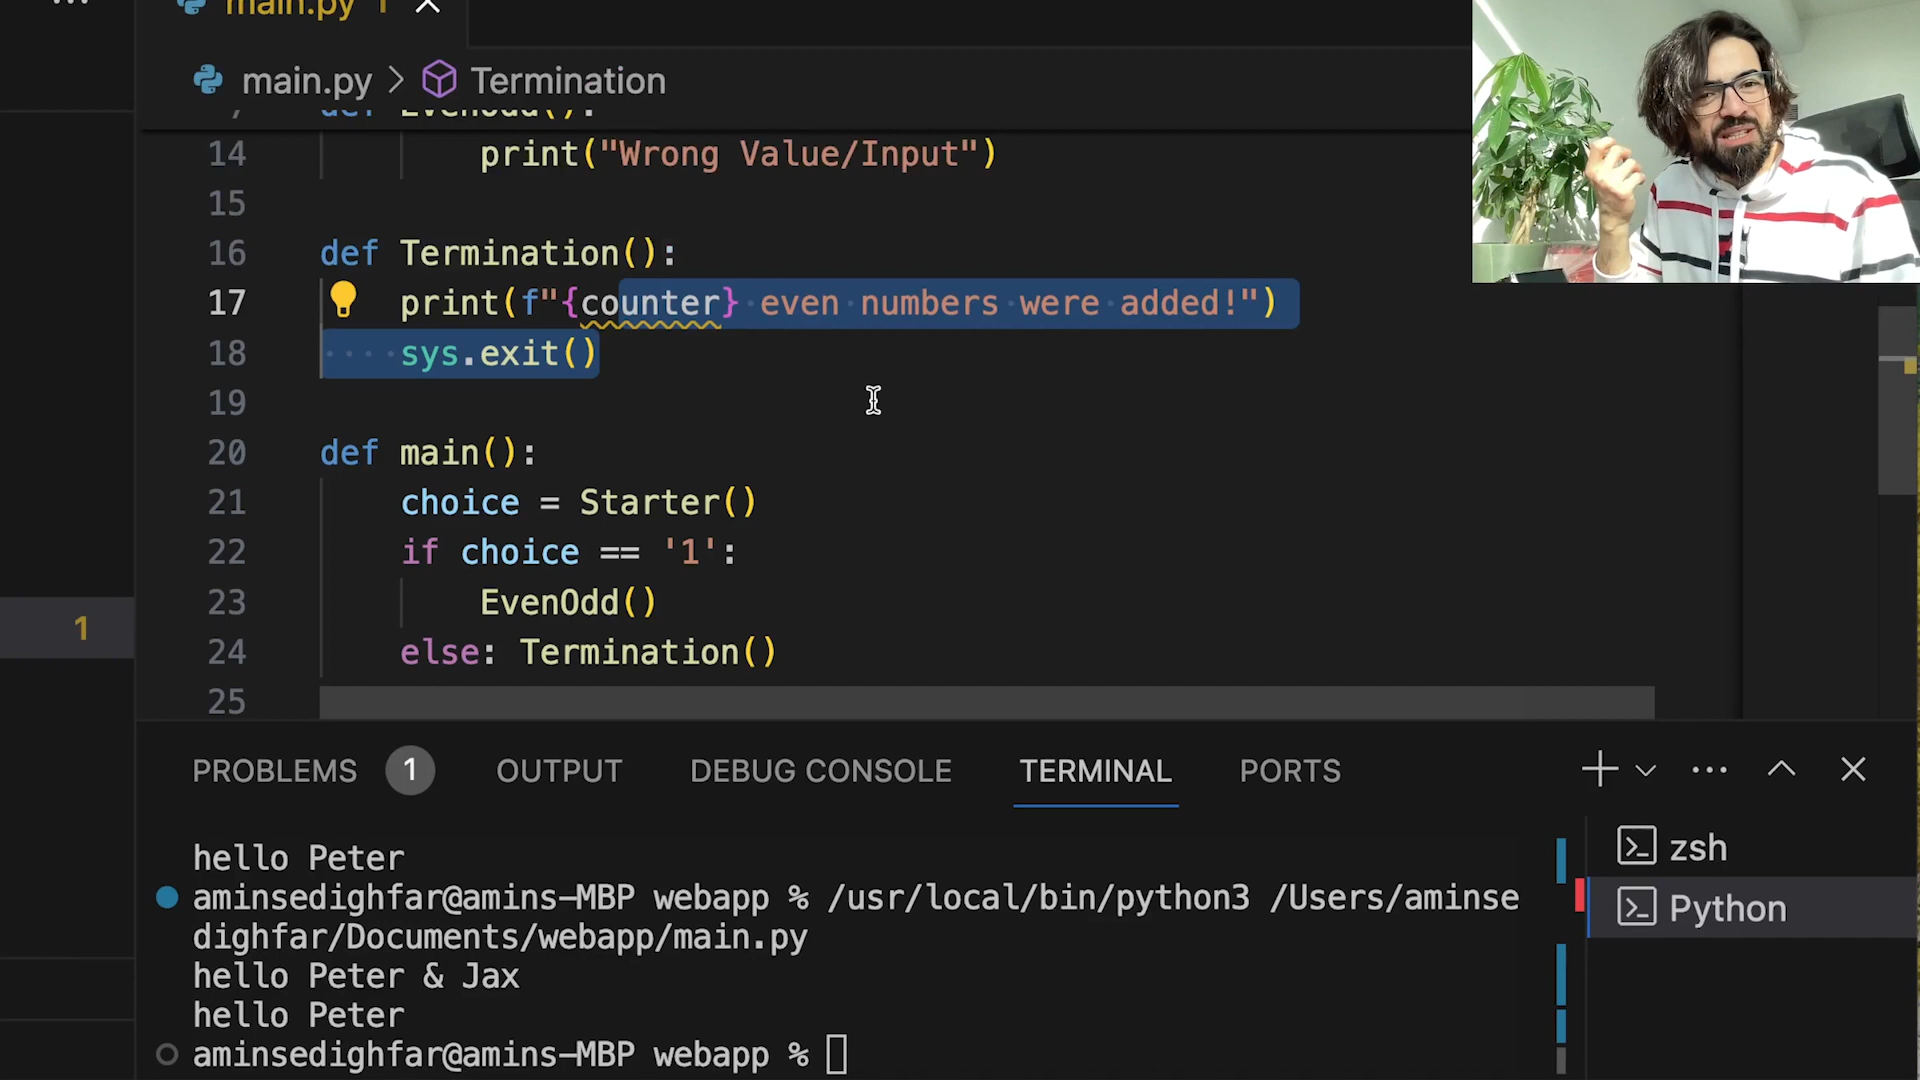 main.py 1
main.py > Termination
def EvenOdd():
14 print("Wrong Value/Input")
15
16 def Termination():
17 print(f"{counter} even numbers were added!")
18 sys.exit()
19
20 def main():
21 choice = Starter()
22 if choice == '1':
23 EvenOdd()
24 else: Termination()
25
1
PROBLEMS 1 OUTPUT DEBUG CONSOLE TERMINAL PORTS
hello Peter
aminsedighfar@amins-MBP webapp % /usr/local/bin/python3 /Users/aminse
dighfar/Documents/webapp/main.py
hello Peter & Jax
hello Peter
aminsedighfar@amins-MBP webapp %
zsh
Python